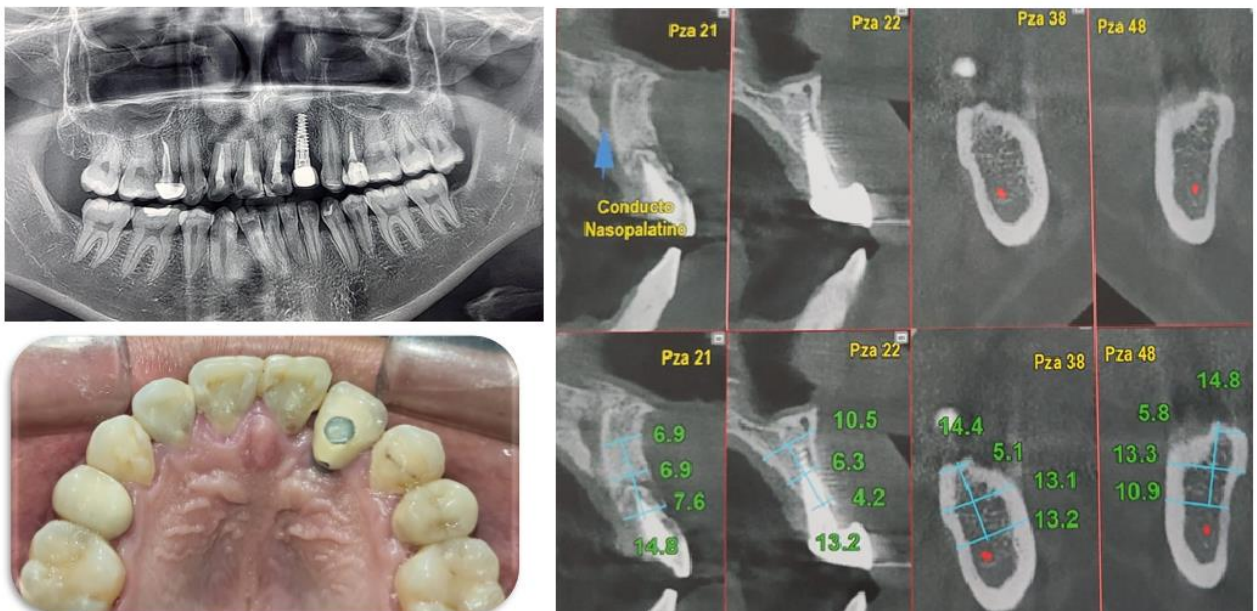 Pza 21
Pza 22
Pza 38
Pza 48
Conducto
Nasopalatino
Pza 21
Pza 22
Pza 38
Pza 48
6.9
6.9
7.6
14.8
10.5
6.3
4.2
13.2
14.4
5.1
13.1
13.2
14.8
5.8
13.3
10.9